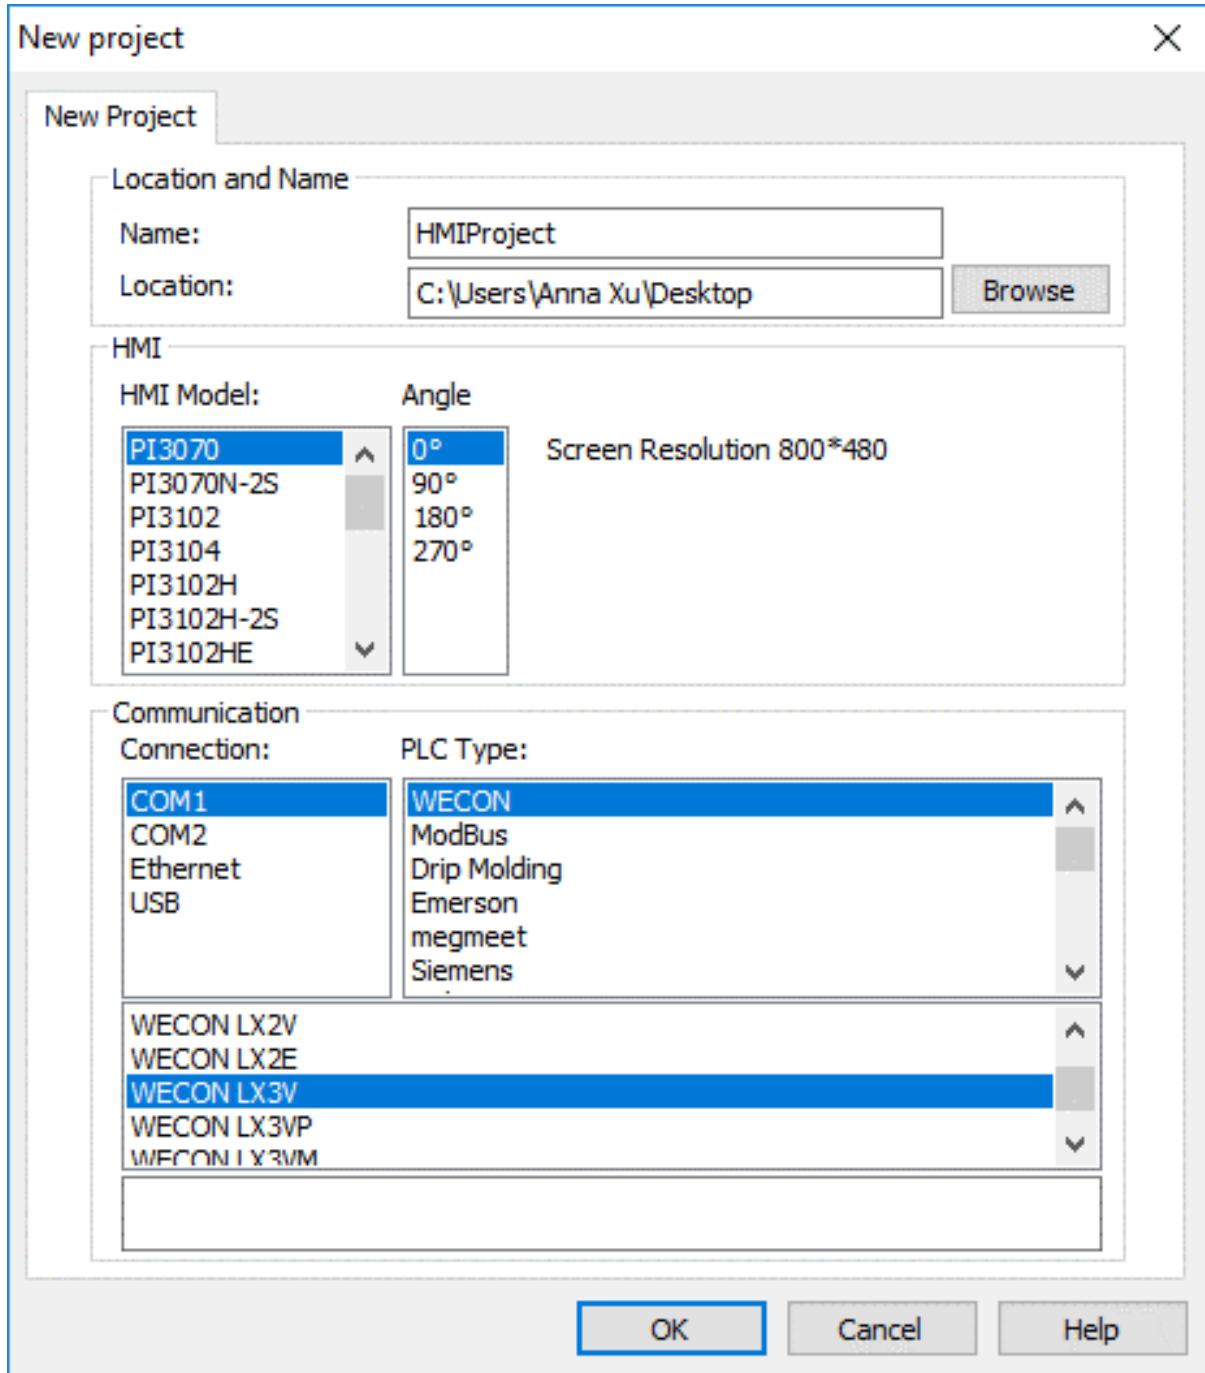 New project
New Project
Location and Name
Name: HMIProject
Location: C:\Users\Anna Xu\Desktop Browse
HMI
HMI Model: Angle
PI3070 0° Screen Resolution 800*480
PI3070N-2S 90°
PI3102 180°
PI3104 270°
PI3102H
PI3102H-2S
PI3102HE
Communication
Connection: PLC Type:
COM1 WECON
COM2 ModBus
Ethernet Drip Molding
USB Emerson
megmeet
Siemens
WECON LX2V
WECON LX2E
WECON LX3V
WECON LX3VP
WECON LX3VM
OK Cancel Help